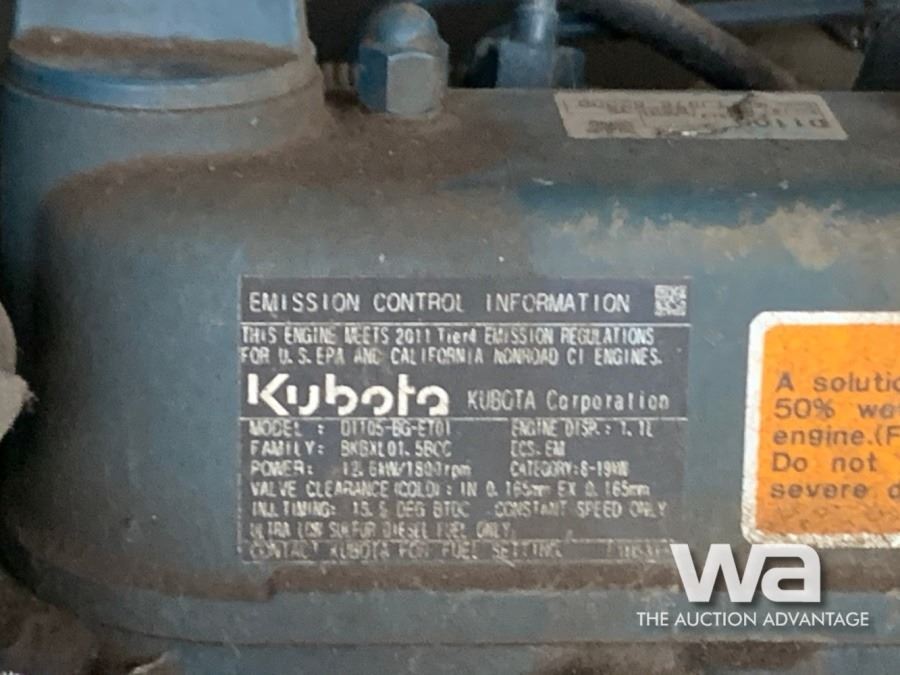 EMISSION CONTROL INFORMATION
THIS ENGINE MEETS 2011 Tier4 EMISSION REGULATIONS
FOR U.S.EPA AND CALIFORNIA NONROAD CI ENGINES.
Kubota KUBOTA Corporation
MODEL : D1105-BG-ET01 ENGINE DISP.: 1.1L
FAMILY: BKBXL01.5BCC ECS:EM
POWER: 12.6kW/1800rpm CATEGORY:8-19kW
VALVE CLEARANCE(COLD): IN 0.165mm EX 0.165mm
INJ.TIMING: 15.5 DEG BTDC CONSTANT SPEED ONLY
ULTRA LOW SULFUR DIESEL FUEL ONLY.
CONTACT KUBOTA FOR FUEL SETTING
A solutio
50% wa
engine.(F
Do not
severe d
wa
THE AUCTION ADVANTAGE